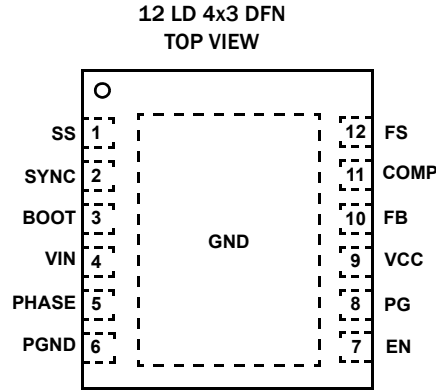 12 LD 4x3 DFN
TOP VIEW
SS 1
SYNC 2
BOOT 3
VIN 4
PHASE 5
PGND 6
GND
12 FS
11 COMP
10 FB
9 VCC
8 PG
7 EN